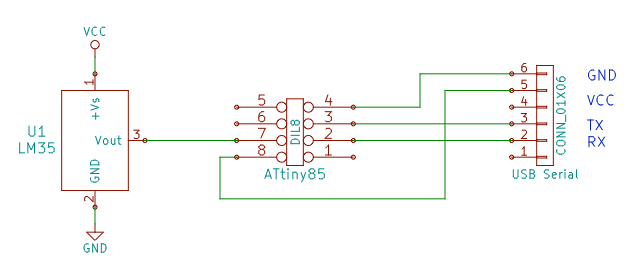 VCC
1
+Vs
U1
LM35
Vout 3
GND
2
GND
5 4
6 3
7 2
8 1
DIL8
ATtiny85
6 GND
5
4 VCC
3 TX
2 RX
1
CONN_01X06
USB Serial